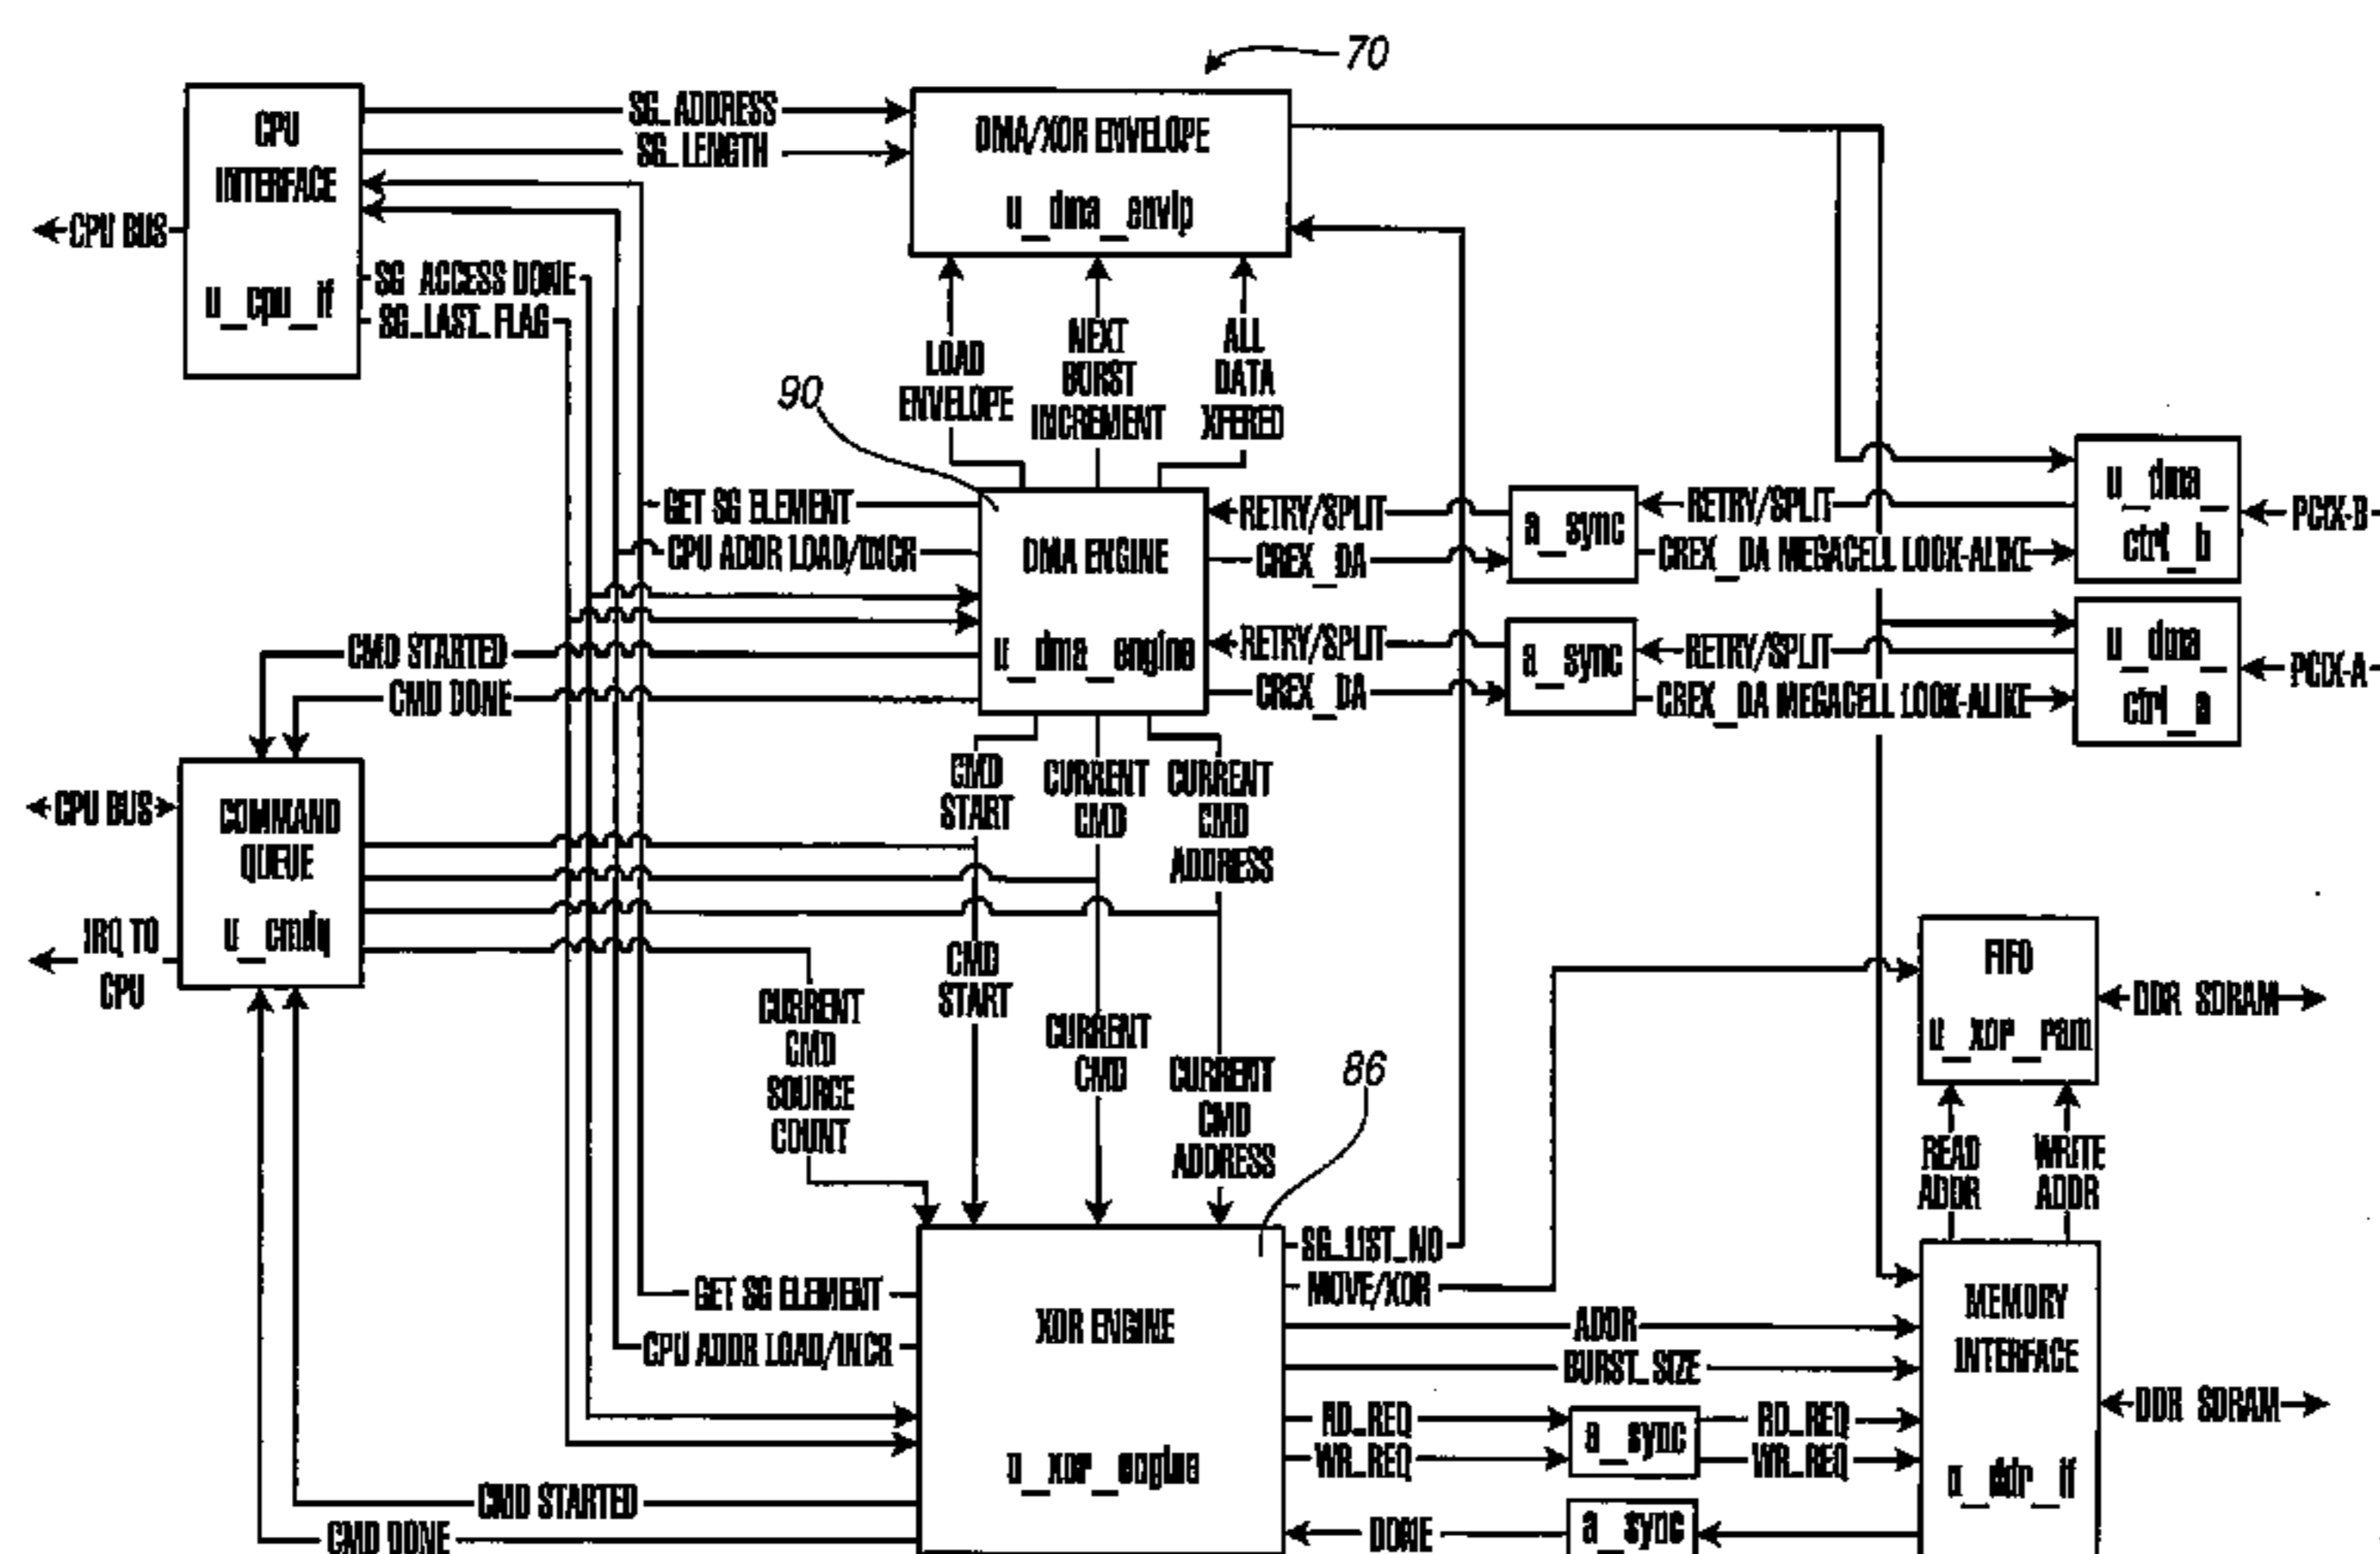 70
CPU
INTERFACE
u_cpu_if
CPU BUS
SG_ADDRESS
SG_LENGTH
DMA/XOR ENVELOPE
u_dma_envlp
SG ACCESS DONE
SG_LAST_FLAG
LOAD
ENVELOPE
NEXT
BURST
INCREMENT
ALL
DATA
XFERED
90
GET SG ELEMENT
CPU ADDR LOAD/INCR
DMA ENGINE
u_dma_engine
RETRY/SPLIT
CREX_DA
a_sync
RETRY/SPLIT
CREX_DA MEGACELL LOOK-ALIKE
u_dma_
ctrl_b
PCIX-B
RETRY/SPLIT
CREX_DA
a_sync
RETRY/SPLIT
CREX_DA MEGACELL LOOK-ALIKE
u_dma_
ctrl_a
PCIX-A
CMD STARTED
CMD DONE
CPU BUS
COMMAND
QUEUE
u_cmdq
IRQ TO
CPU
CMD
START
CURRENT
CMD
CURRENT
CMD
ADDRESS
CURRENT
CMD
SOURCE
COUNT
CMD
START
CURRENT
CMD
CURRENT
CMD
ADDRESS
86
FIFO
u_xor_ram
DDR SDRAM
READ
ADDR
WRITE
ADDR
GET SG ELEMENT
CPU ADDR LOAD/INCR
XOR ENGINE
u_xor_engine
SG_LIST_NO
MOVE/XOR
ADDR
BURST_SIZE
RD_REQ
WR_REQ
a_sync
RD_REQ
WR_REQ
MEMORY
INTERFACE
u_ddr_if
DDR SDRAM
CMD STARTED
CMD DONE
DONE
a_sync